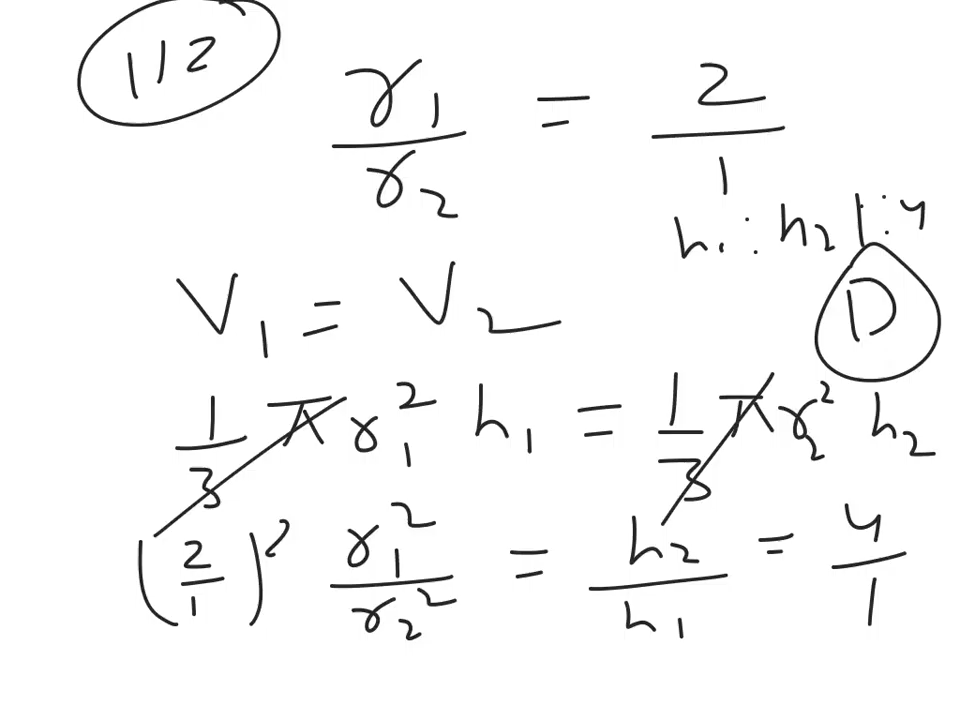 112
r₁/r₂ = 2/1
h₁ : h₂ 1:4
V₁ = V₂
D
1/3 π r₁² h₁ = 1/3 π r₂² h₂
(2/1)² r₁²/r₂² = h₂/h₁ = 4/1